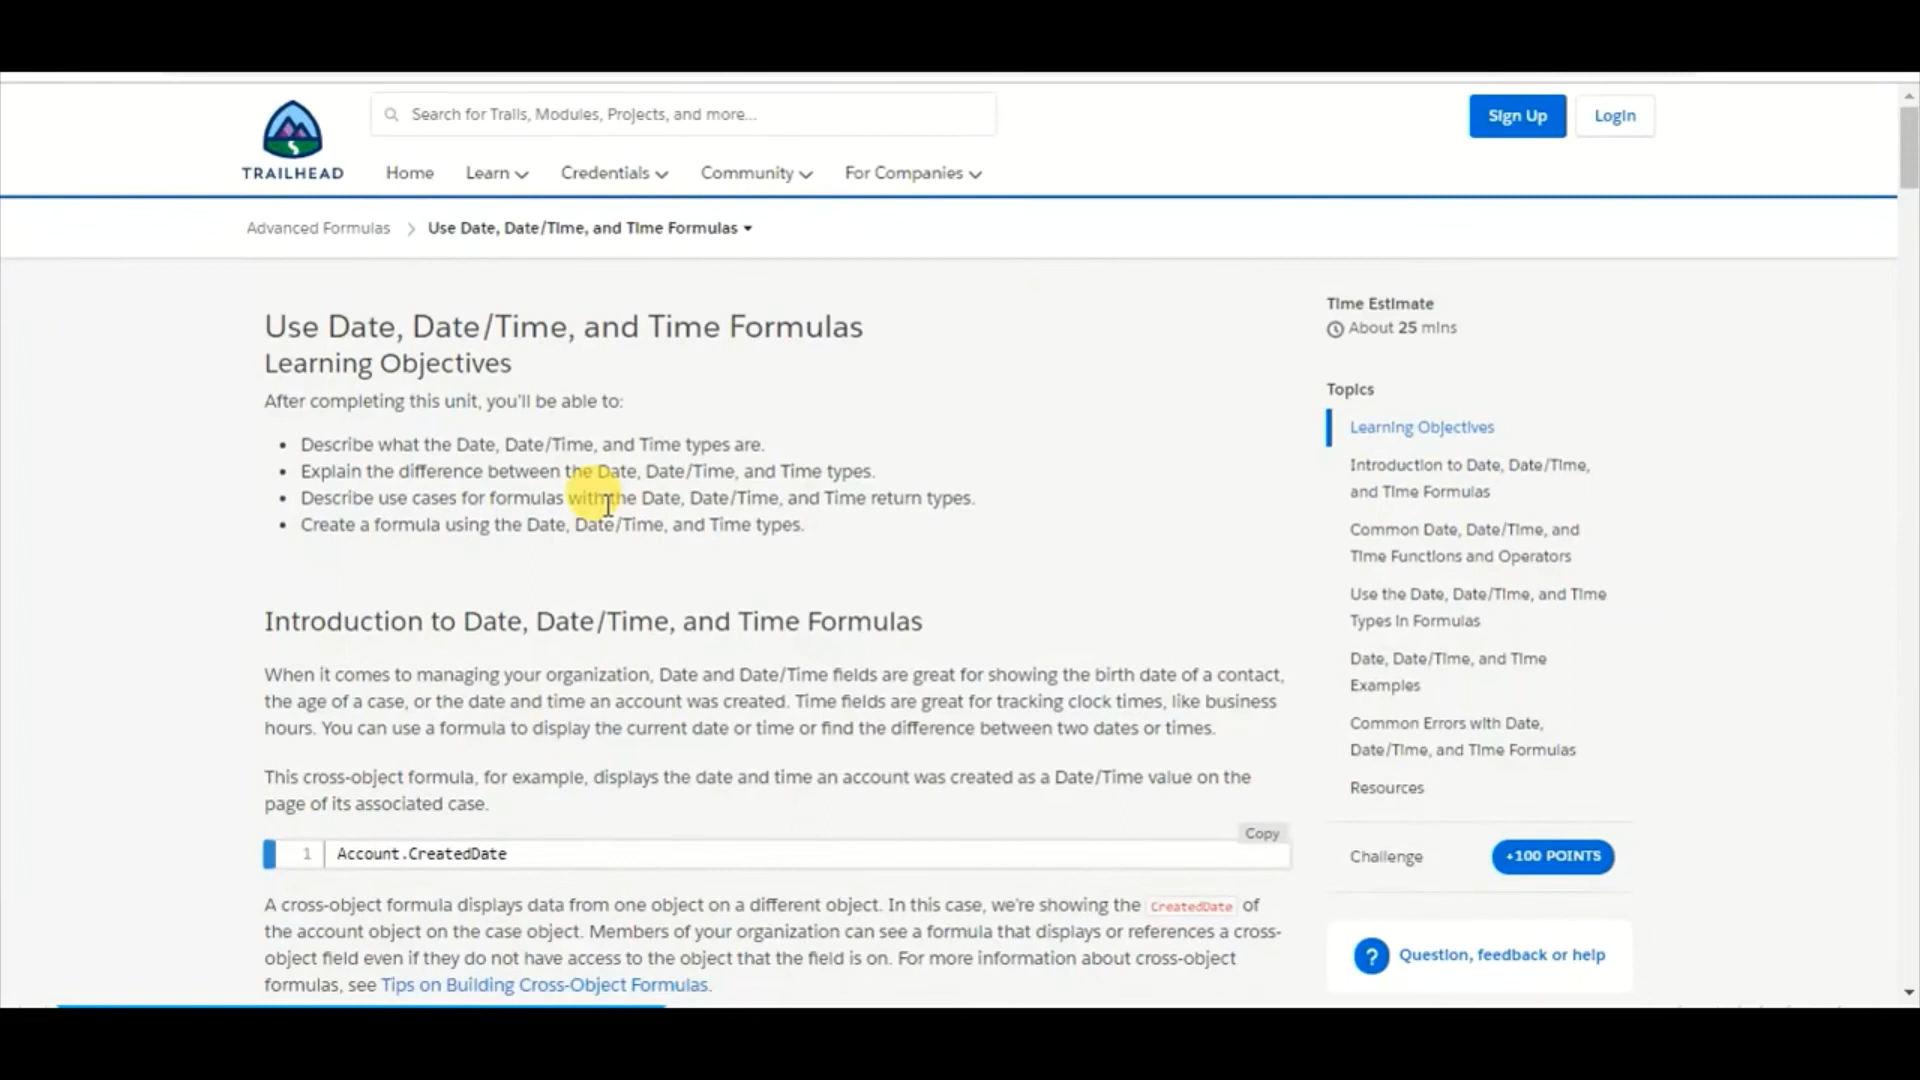 Search for Trails, Modules, Projects, and more...
Sign Up
Login
TRAILHEAD
Home
Learn
Credentials
Community
For Companies
Advanced Formulas
Use Date, Date/Time, and Time Formulas
Use Date, Date/Time, and Time Formulas
Learning Objectives
After completing this unit, you'll be able to:
• Describe what the Date, Date/Time, and Time types are.
• Explain the difference between the Date, Date/Time, and Time types.
• Describe use cases for formulas with the Date, Date/Time, and Time return types.
• Create a formula using the Date, Date/Time, and Time types.
Introduction to Date, Date/Time, and Time Formulas
When it comes to managing your organization, Date and Date/Time fields are great for showing the birth date of a contact,
the age of a case, or the date and time an account was created. Time fields are great for tracking clock times, like business
hours. You can use a formula to display the current date or time or find the difference between two dates or times.
This cross-object formula, for example, displays the date and time an account was created as a Date/Time value on the
page of its associated case.
Copy
1 Account.CreatedDate
A cross-object formula displays data from one object on a different object. In this case, we're showing the CreatedDate of
the account object on the case object. Members of your organization can see a formula that displays or references a cross-
object field even if they do not have access to the object that the field is on. For more information about cross-object
formulas, see Tips on Building Cross-Object Formulas.
Time Estimate
About 25 mins
Topics
Learning Objectives
Introduction to Date, Date/Time,
and Time Formulas
Common Date, Date/Time, and
Time Functions and Operators
Use the Date, Date/Time, and Time
Types in Formulas
Date, Date/Time, and Time
Examples
Common Errors with Date,
Date/Time, and Time Formulas
Resources
Challenge
+100 POINTS
? Question, feedback or help